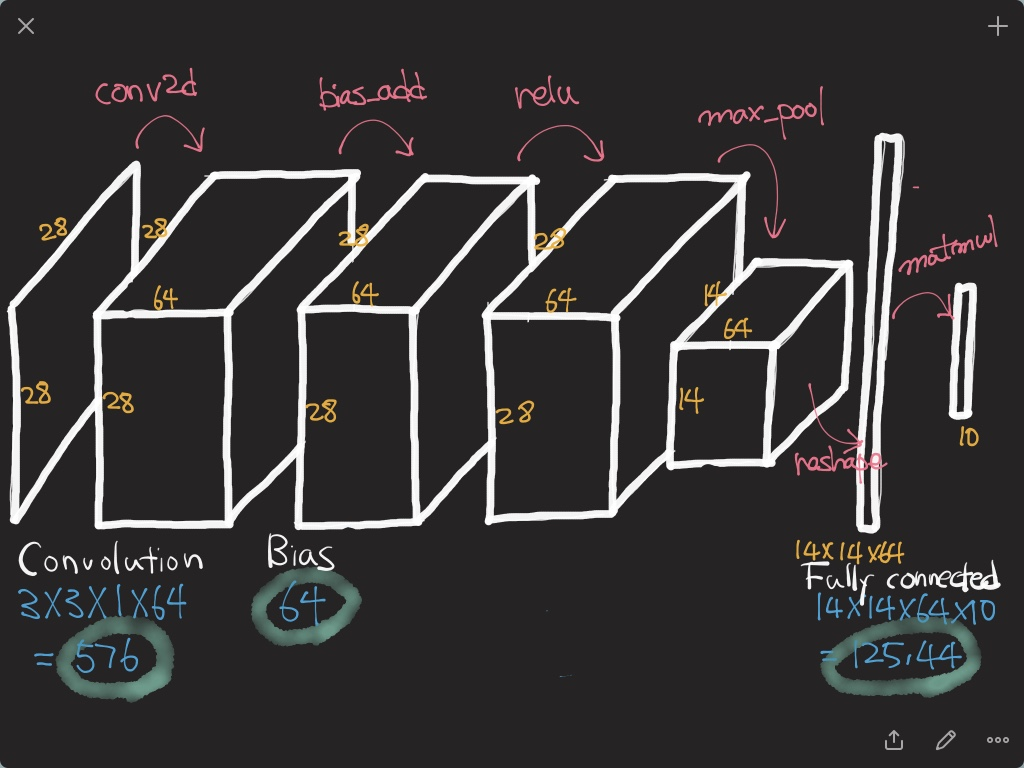 conv2d
bias_add
relu
max_pool
matmul
28
28
28
28
14
64
64
64
64
28
28
28
28
14
reshape
10
14X14X64
Convolution
Bias
Fully connected
3X3X1X64
64
14X14X64X10
= 576
= 125,44